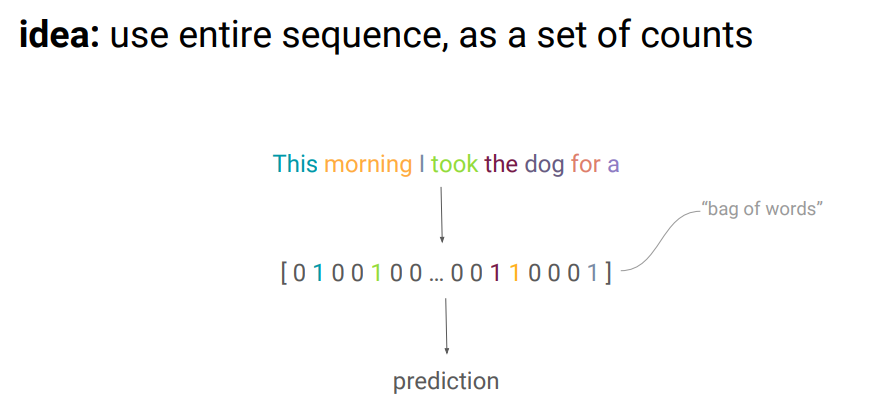 idea: use entire sequence, as a set of counts
This morning I took the dog for a
“bag of words”
[ 0 1 0 0 1 0 0 ... 0 0 1 1 0 0 0 1 ]
prediction